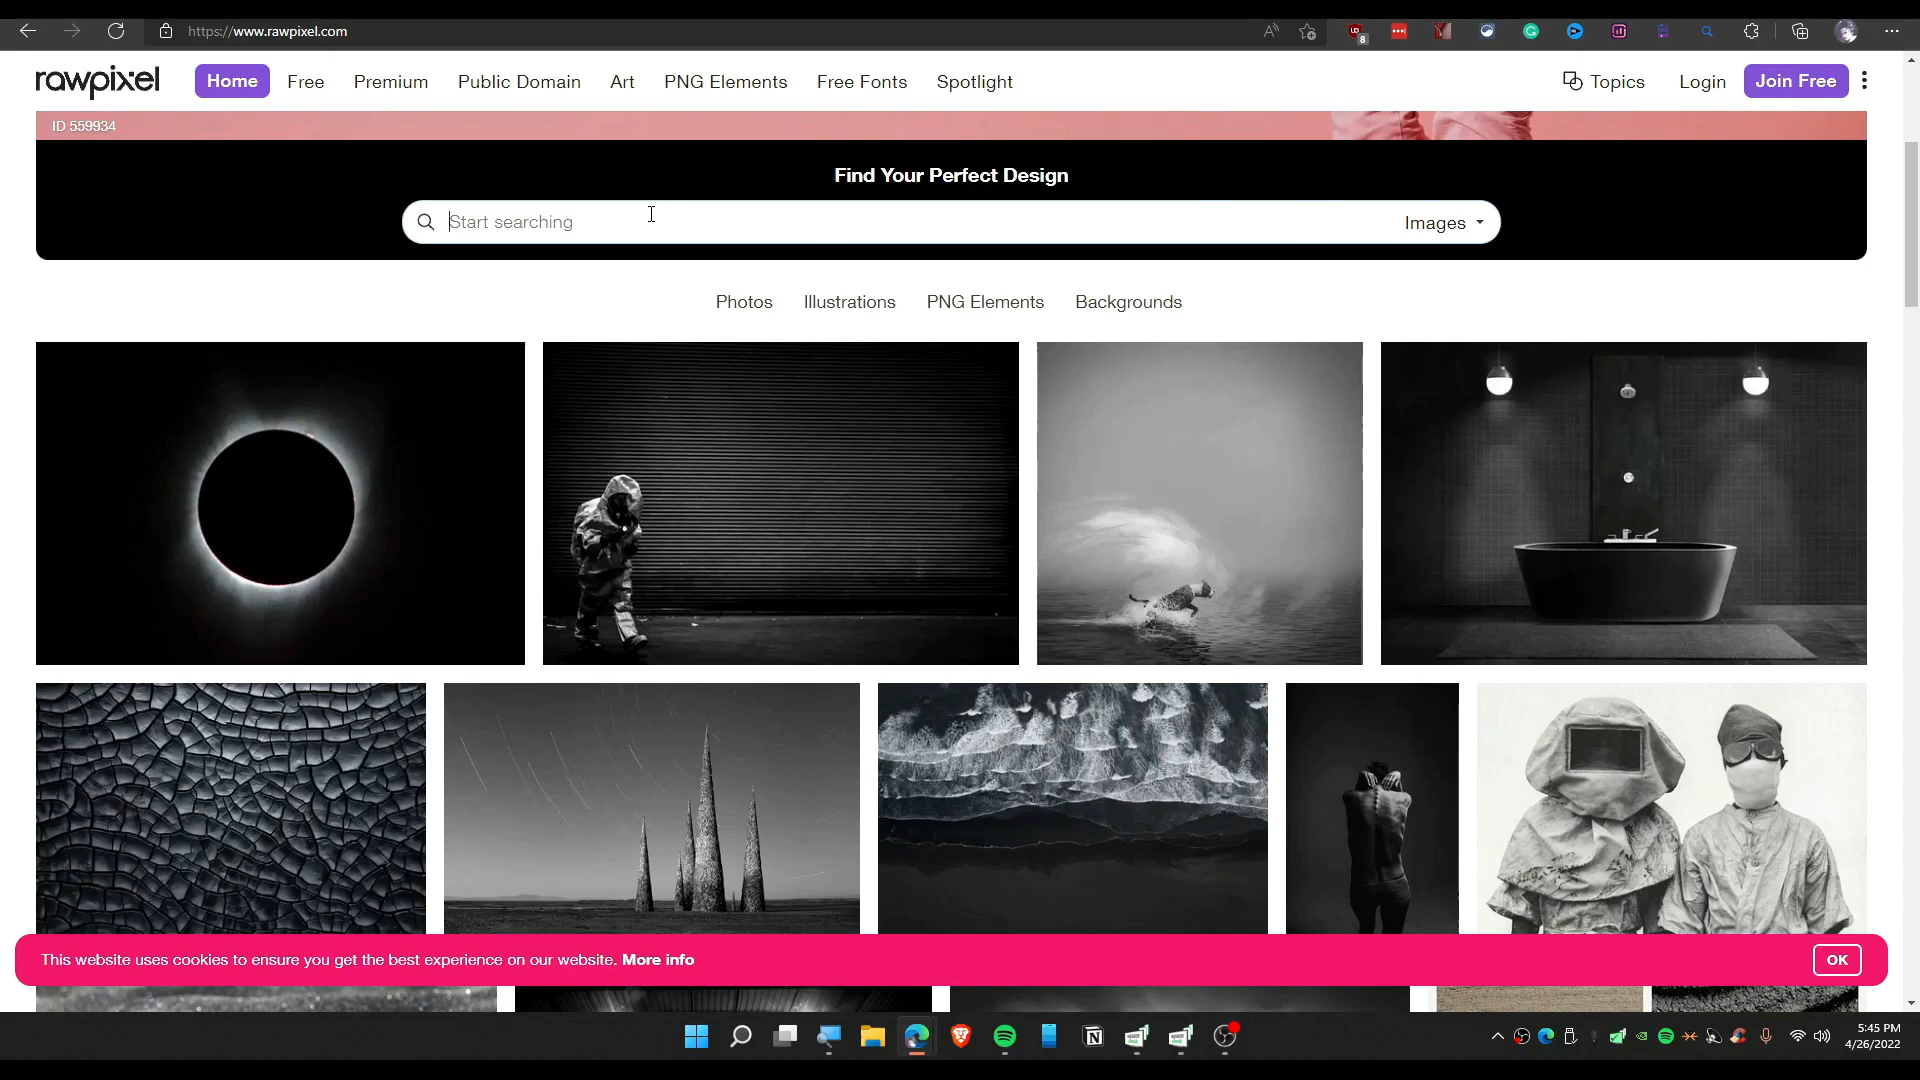 https://www.rawpixel.com
8
rawpixel
Home
Free
Premium
Public Domain
Art
PNG Elements
Free Fonts
Spotlight
Topics
Login
Join Free
ID 559934
Find Your Perfect Design
Start searching
Images
Photos
Illustrations
PNG Elements
Backgrounds
This website uses cookies to ensure you get the best experience on our website. More info
OK
5:45 PM
4/26/2022